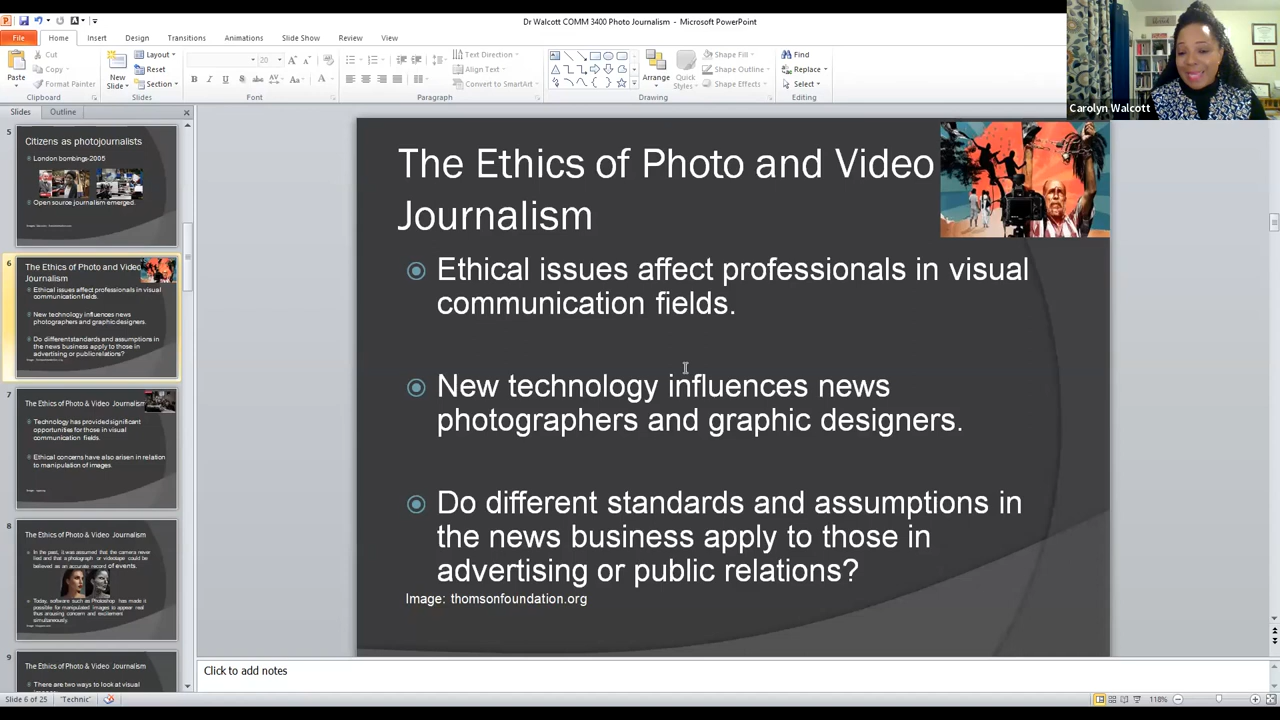 Dr Walcott COMM 3400 Photo Journalism - Microsoft PowerPoint
File Home Insert Design Transitions Animations Slide Show Review View
Paste
Cut
Copy
Format Painter
Clipboard
New
Slide
Layout
Reset
Section
Slides
20
Font
Text Direction
Align Text
Convert to SmartArt
Paragraph
Arrange
Quick
Styles
Shape Fill
Shape Outline
Shape Effects
Drawing
Find
Replace
Select
Editing
Carolyn Walcott
Slides Outline
5
Citizens as photojournalists
London bombings-2005
Open source journalism emerged.
6
The Ethics of Photo and Video
Journalism
Ethical issues affect professionals in visual
communication fields.
New technology influences news
photographers and graphic designers.
Do different standards and assumptions in
the news business apply to those in
advertising or public relations?
7
The Ethics of Photo & Video Journalism
Technology has provided significant
opportunities for those in visual
communication fields.
Ethical concerns have also arisen in relation
to manipulation of images.
8
The Ethics of Photo & Video Journalism
In the past, it was assumed that the camera never
lied and that a photograph or videotape could be
believed as an accurate record of events.
Today, software such as Photoshop has made it
possible for manipulated images to appear real
thus arousing concern and excitement
simultaneously.
9
The Ethics of Photo & Video Journalism
There are two ways to look at visual
The Ethics of Photo and Video
Journalism
Ethical issues affect professionals in visual
communication fields.
New technology influences news
photographers and graphic designers.
Do different standards and assumptions in
the news business apply to those in
advertising or public relations?
Image: thomsonfoundation.org
Click to add notes
Slide 6 of 25 "Technic" 118%